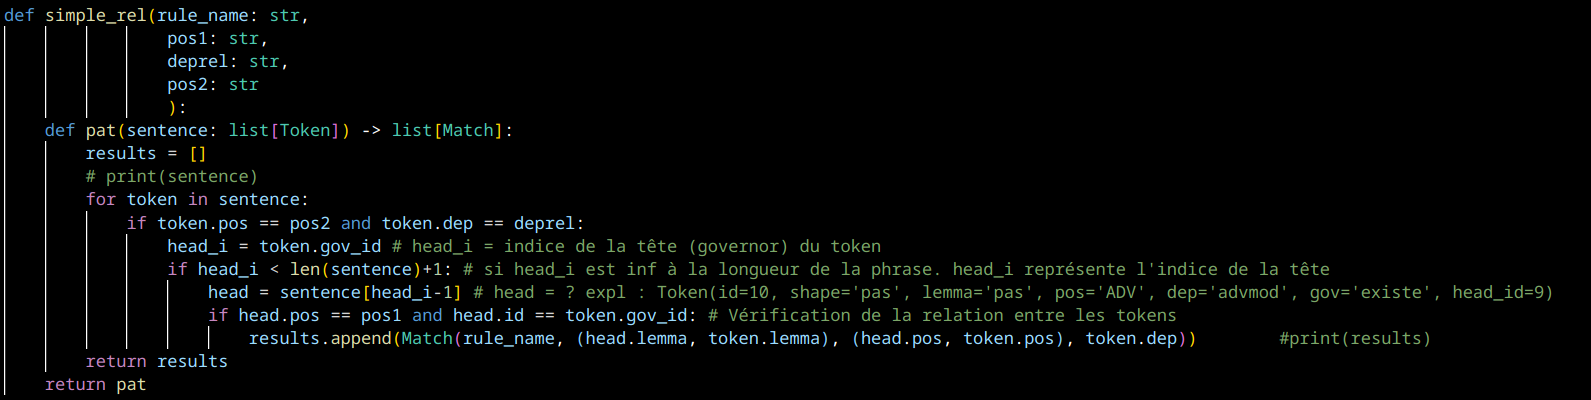 def simple_rel(rule_name: str,
pos1: str,
deprel: str,
pos2: str
):
def pat(sentence: list[Token]) -> list[Match]:
results = []
# print(sentence)
for token in sentence:
if token.pos == pos2 and token.dep == deprel:
head_i = token.gov_id # head_i = indice de la tête (governor) du token
if head_i < len(sentence)+1: # si head_i est inf à la longueur de la phrase. head_i représente l'indice de la tête
head = sentence[head_i-1] # head = ? expl : Token(id=10, shape='pas', lemma='pas', pos='ADV', dep='advmod', gov='existe', head_id=9)
if head.pos == pos1 and head.id == token.gov_id: # Vérification de la relation entre les tokens
results.append(Match(rule_name, (head.lemma, token.lemma), (head.pos, token.pos), token.dep)) #print(results)
return results
return pat